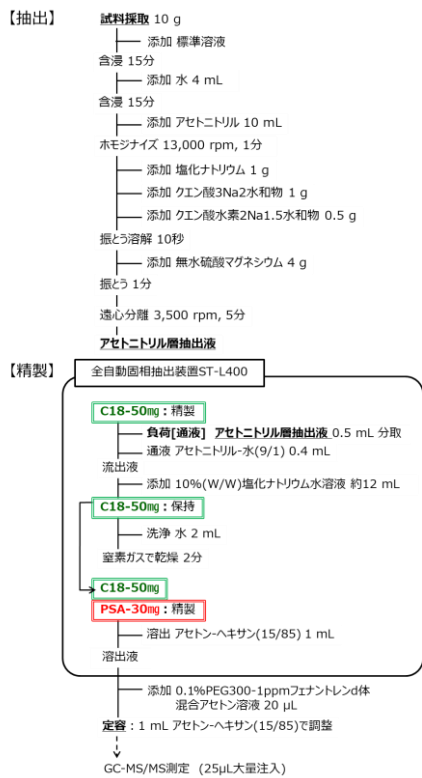 【抽出】
試料採取 10 g
添加 標準溶液
含浸 15分
添加 水 4 mL
含浸 15分
添加 アセトニトリル 10 mL
ホモジナイズ 13,000 rpm, 1分
添加 塩化ナトリウム 1 g
添加 クエン酸3Na2水和物 1 g
添加 クエン酸水素2Na1.5水和物 0.5 g
振とう溶解 10秒
添加 無水硫酸マグネシウム 4 g
振とう 1分
遠心分離 3,500 rpm, 5分
アセトニトリル層抽出液
【精製】
全自動固相抽出装置ST-L400
C18-50mg：精製
負荷[通液] アセトニトリル層抽出液 0.5 mL 分取
通液 アセトニトリル-水(9/1) 0.4 mL
流出液
添加 10%(W/W)塩化ナトリウム水溶液 約12 mL
C18-50mg：保持
洗浄 水 2 mL
窒素ガスで乾燥 2分
C18-50mg
PSA-30mg：精製
溶出 アセトン-ヘキサン(15/85) 1 mL
溶出液
添加 0.1%PEG300-1ppmフェナントレンd体
混合アセトン溶液 20 μL
定容：1 mL アセトン-ヘキサン(15/85)で調整
GC-MS/MS測定 （25μL大量注入）